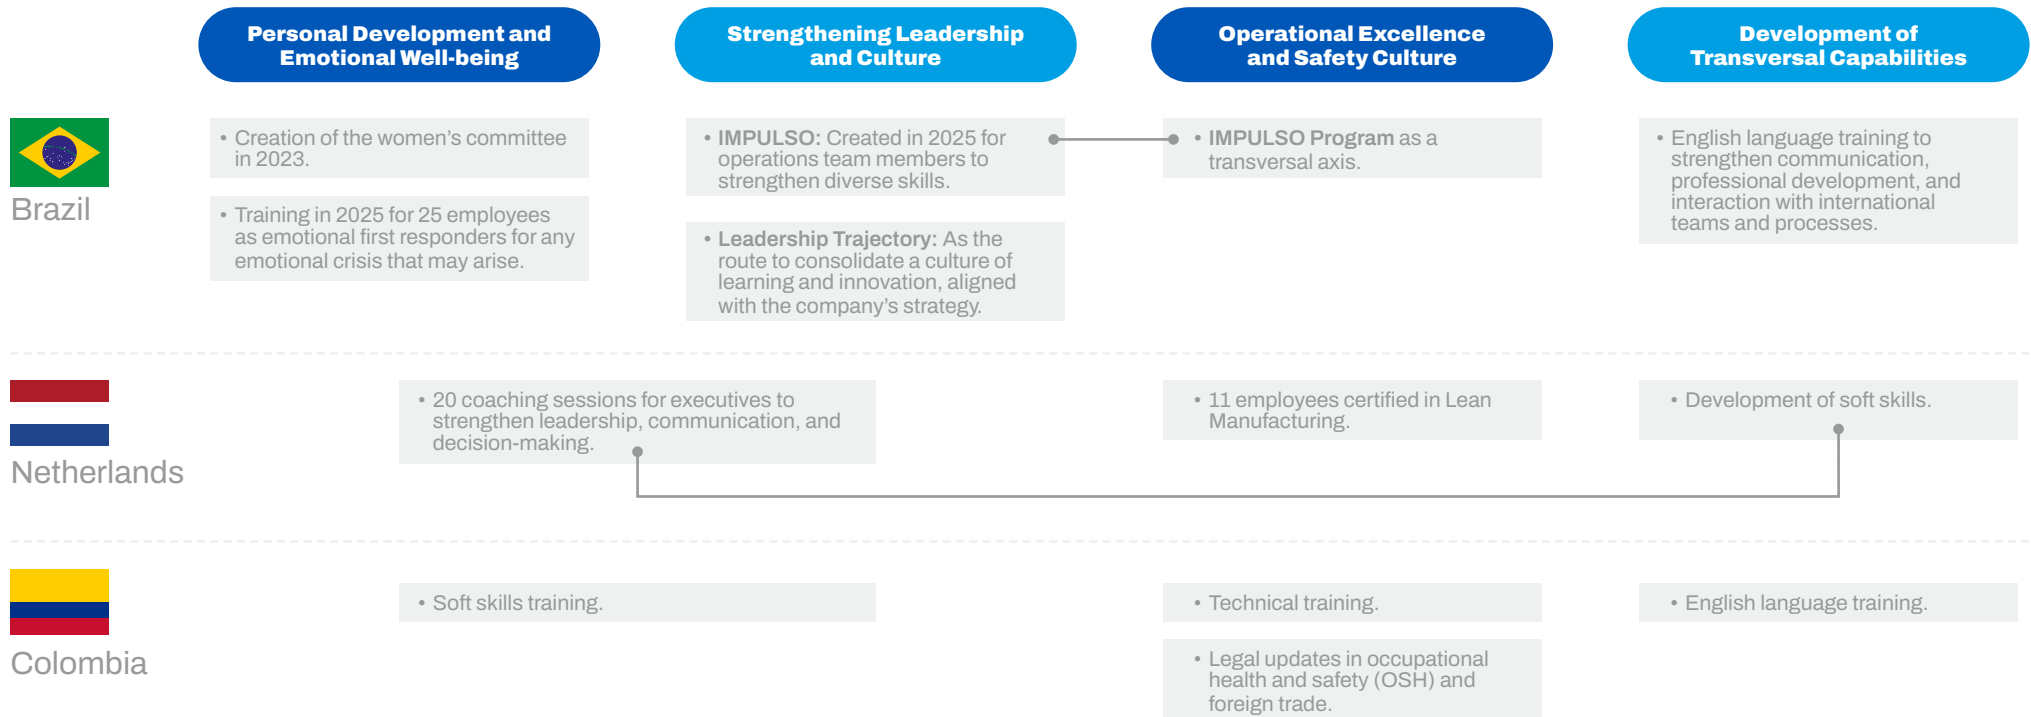 Personal Development and
Emotional Well-being
Strengthening Leadership
and Culture
Operational Excellence
and Safety Culture
Development of
Transversal Capabilities
Brazil
• Creation of the women’s committee
in 2023.
• Training in 2025 for 25 employees
as emotional first responders for any
emotional crisis that may arise.
• IMPULSO: Created in 2025 for
operations team members to
strengthen diverse skills.
• Leadership Trajectory: As the
route to consolidate a culture of
learning and innovation, aligned
with the company’s strategy.
• IMPULSO Program as a
transversal axis.
• English language training to
strengthen communication,
professional development, and
interaction with international
teams and processes.
Netherlands
• 20 coaching sessions for executives to
strengthen leadership, communication, and
decision-making.
• 11 employees certified in Lean
Manufacturing.
• Development of soft skills.
Colombia
• Soft skills training.
• Technical training.
• Legal updates in occupational
health and safety (OSH) and
foreign trade.
• English language training.